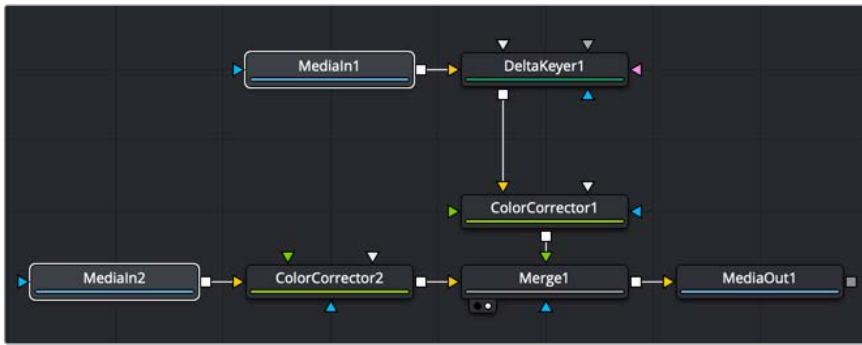 MediaIn1
DeltaKeyer1
ColorCorrector1
MediaIn2
ColorCorrector2
Merge1
MediaOut1